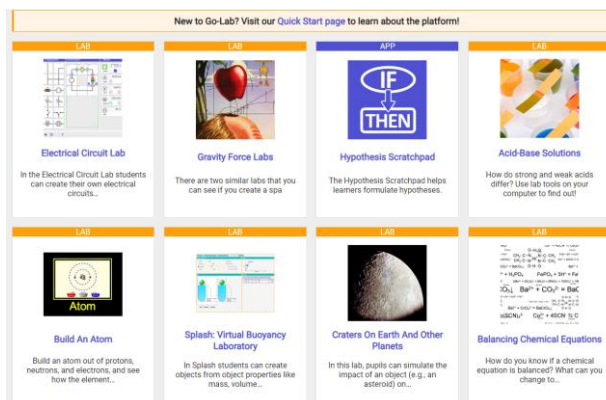 New to Go-Lab? Visit our Quick Start page to learn about the platform!
LAB
Electrical Circuit Lab
In the Electrical Circuit Lab students
can create their own electrical
circuits...
LAB
Gravity Force Labs
There are two similar labs that you
can see if you create a spa
APP
IF
THEN
Hypothesis Scratchpad
The Hypothesis Scratchpad helps
learners formulate hypotheses.
LAB
Acid-Base Solutions
How do strong and weak acids
differ? Use lab tools on your
computer to find out!
LAB
Atom
Build An Atom
Build an atom out of protons,
neutrons, and electrons, and see
how the element...
LAB
Splash: Virtual Buoyancy
Laboratory
In Splash students can create
objects from object properties like
mass, volume...
LAB
Craters On Earth And Other
Planets
In this lab, pupils can simulate the
impact of an object (e.g., an
asteroid) on...
LAB
Balancing Chemical Equations
How do you know if a chemical
equation is balanced? What can you
change to...